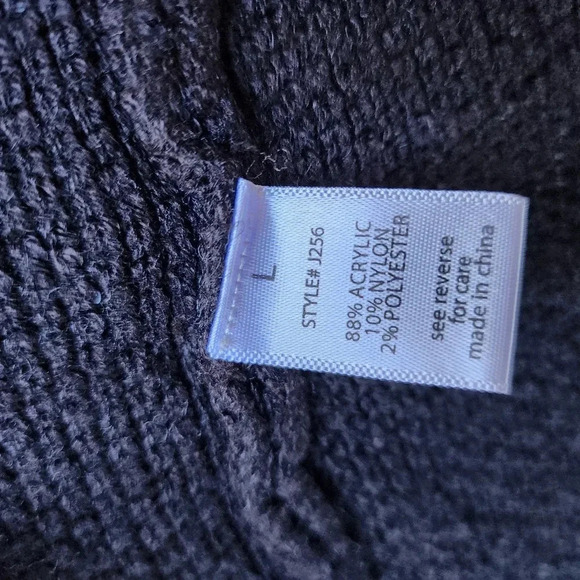 L
STYLE# J256
88% ACRYLIC
10% NYLON
2% POLYESTER
see reverse
for care
made in china